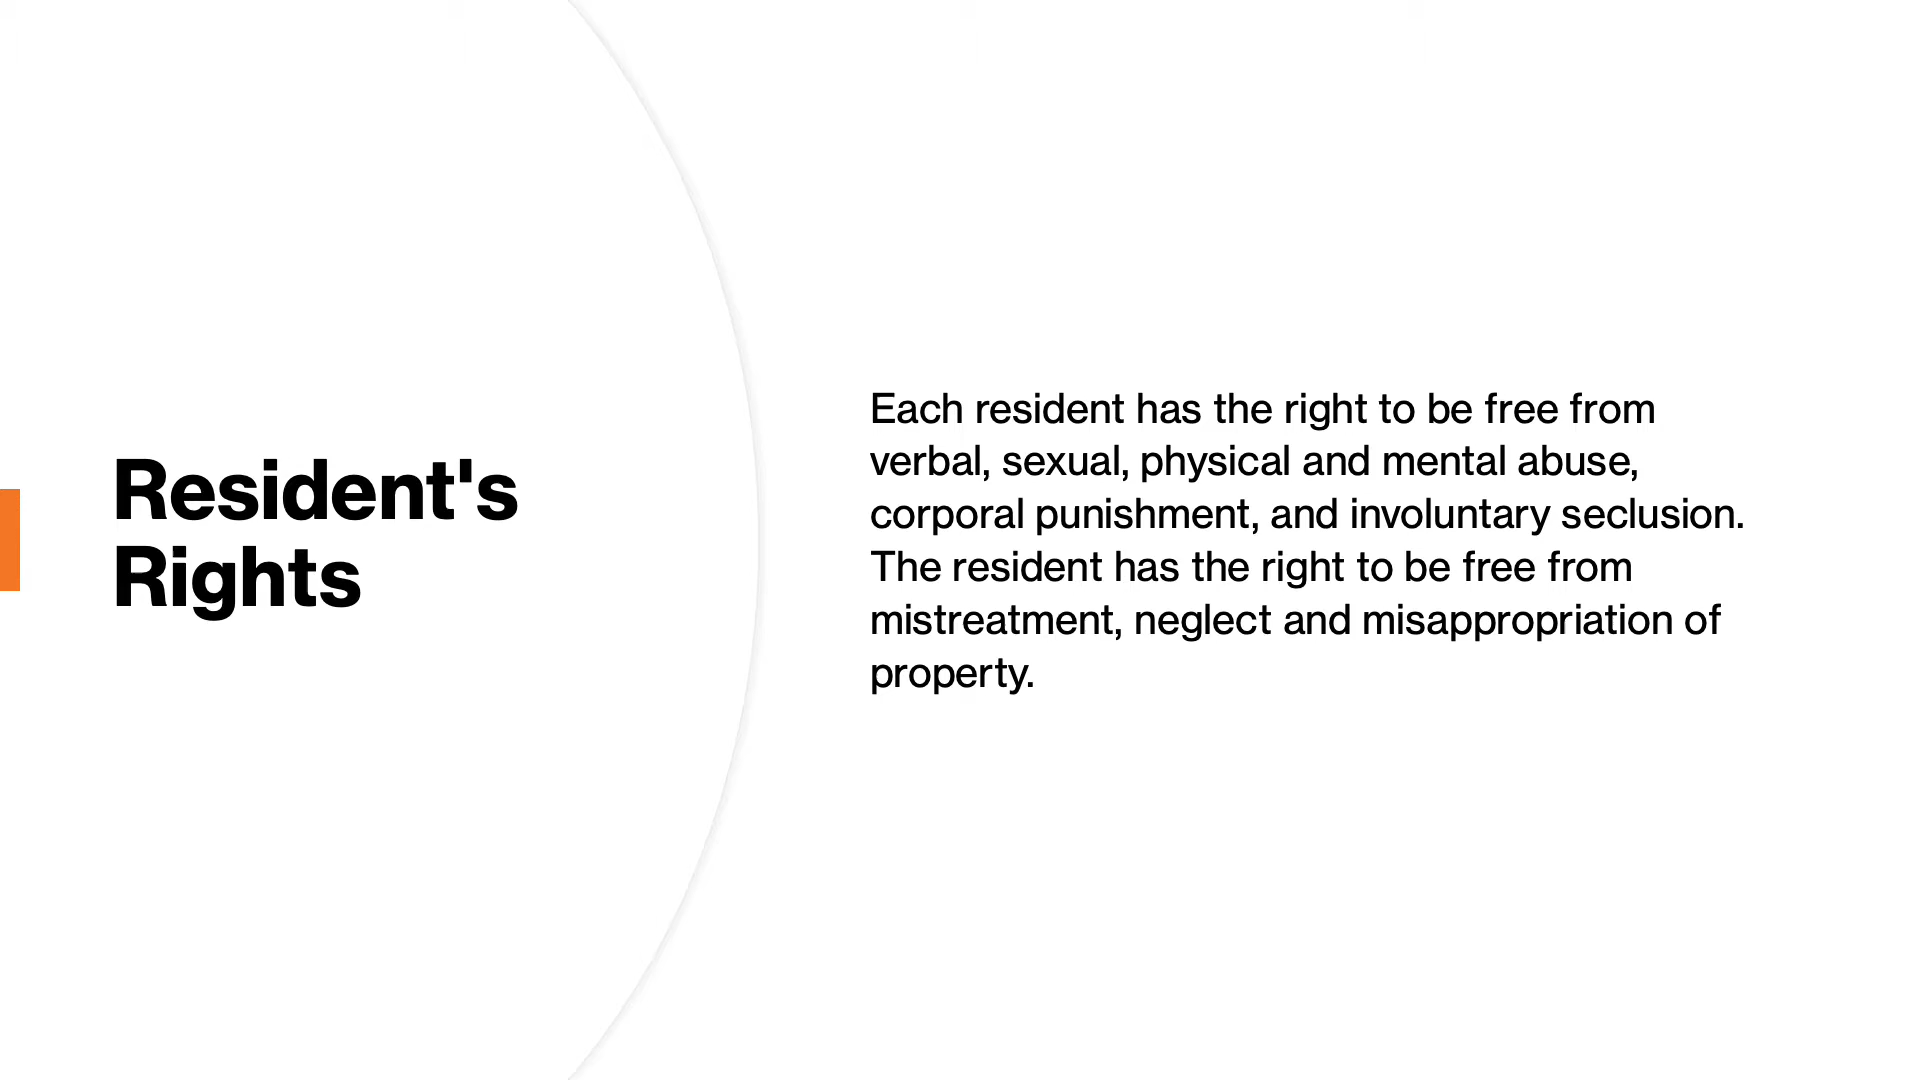 Resident's
Rights
Each resident has the right to be free from
verbal, sexual, physical and mental abuse,
corporal punishment, and involuntary seclusion.
The resident has the right to be free from
mistreatment, neglect and misappropriation of
property.